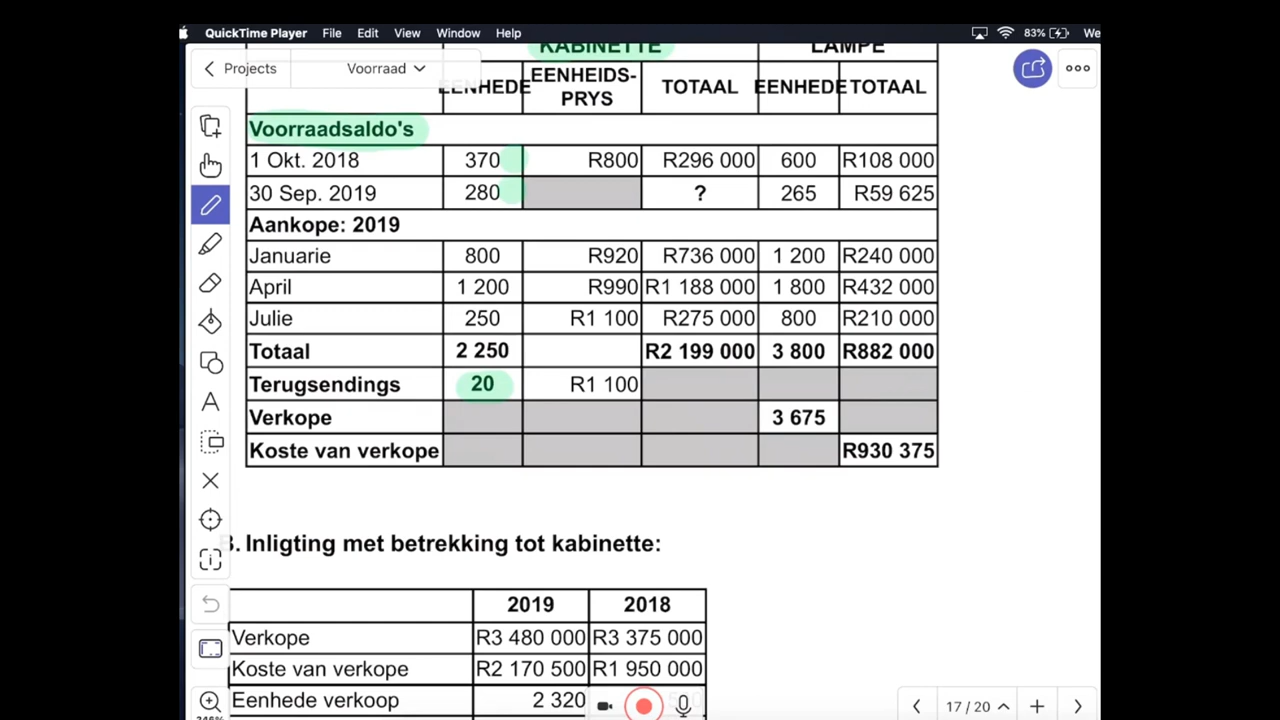 QuickTime Player File Edit View Window Help 83% We
KABINETTE LAMPE
Projects Voorraad
EENHEDE EENHEIDS-PRYS TOTAAL EENHEDE TOTAAL
Voorraadsaldo's
1 Okt. 2018 370 R800 R296 000 600 R108 000
30 Sep. 2019 280 ? 265 R59 625
Aankope: 2019
Januarie 800 R920 R736 000 1 200 R240 000
April 1 200 R990 R1 188 000 1 800 R432 000
Julie 250 R1 100 R275 000 800 R210 000
Totaal 2 250 R2 199 000 3 800 R882 000
Terugsendings 20 R1 100
Verkope 3 675
Koste van verkope R930 375
B. Inligting met betrekking tot kabinette:
2019 2018
Verkope R3 480 000 R3 375 000
Koste van verkope R2 170 500 R1 950 000
Eenhede verkoop 2 320
17 / 20